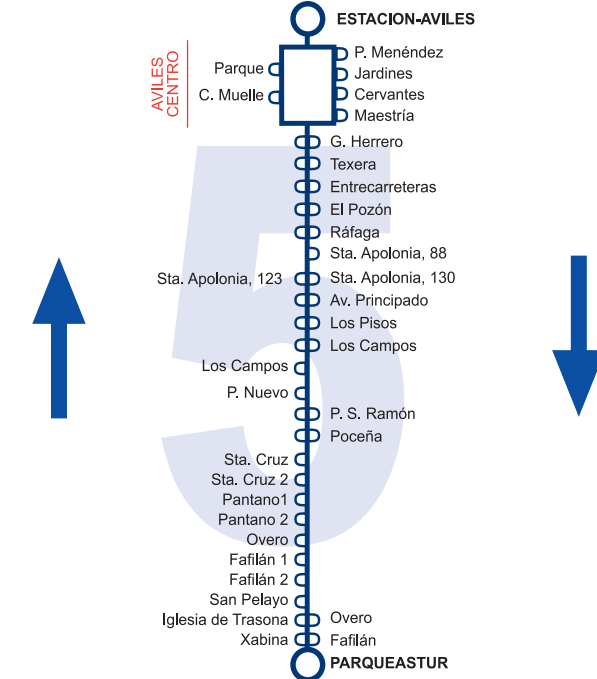 ESTACION-AVILES
AVILES
CENTRO
Parque
C. Muelle
P. Menéndez
Jardines
Cervantes
Maestría
G. Herrero
Texera
Entrecarreteras
El Pozón
Ráfaga
Sta. Apolonia, 88
Sta. Apolonia, 123
Sta. Apolonia, 130
Av. Principado
Los Pisos
Los Campos
Los Campos
P. Nuevo
P. S. Ramón
Poceña
Sta. Cruz
Sta. Cruz 2
Pantano1
Pantano 2
Overo
Fafilán 1
Fafilán 2
San Pelayo
Iglesia de Trasona
Overo
Xabina
Fafilán
PARQUEASTUR
5